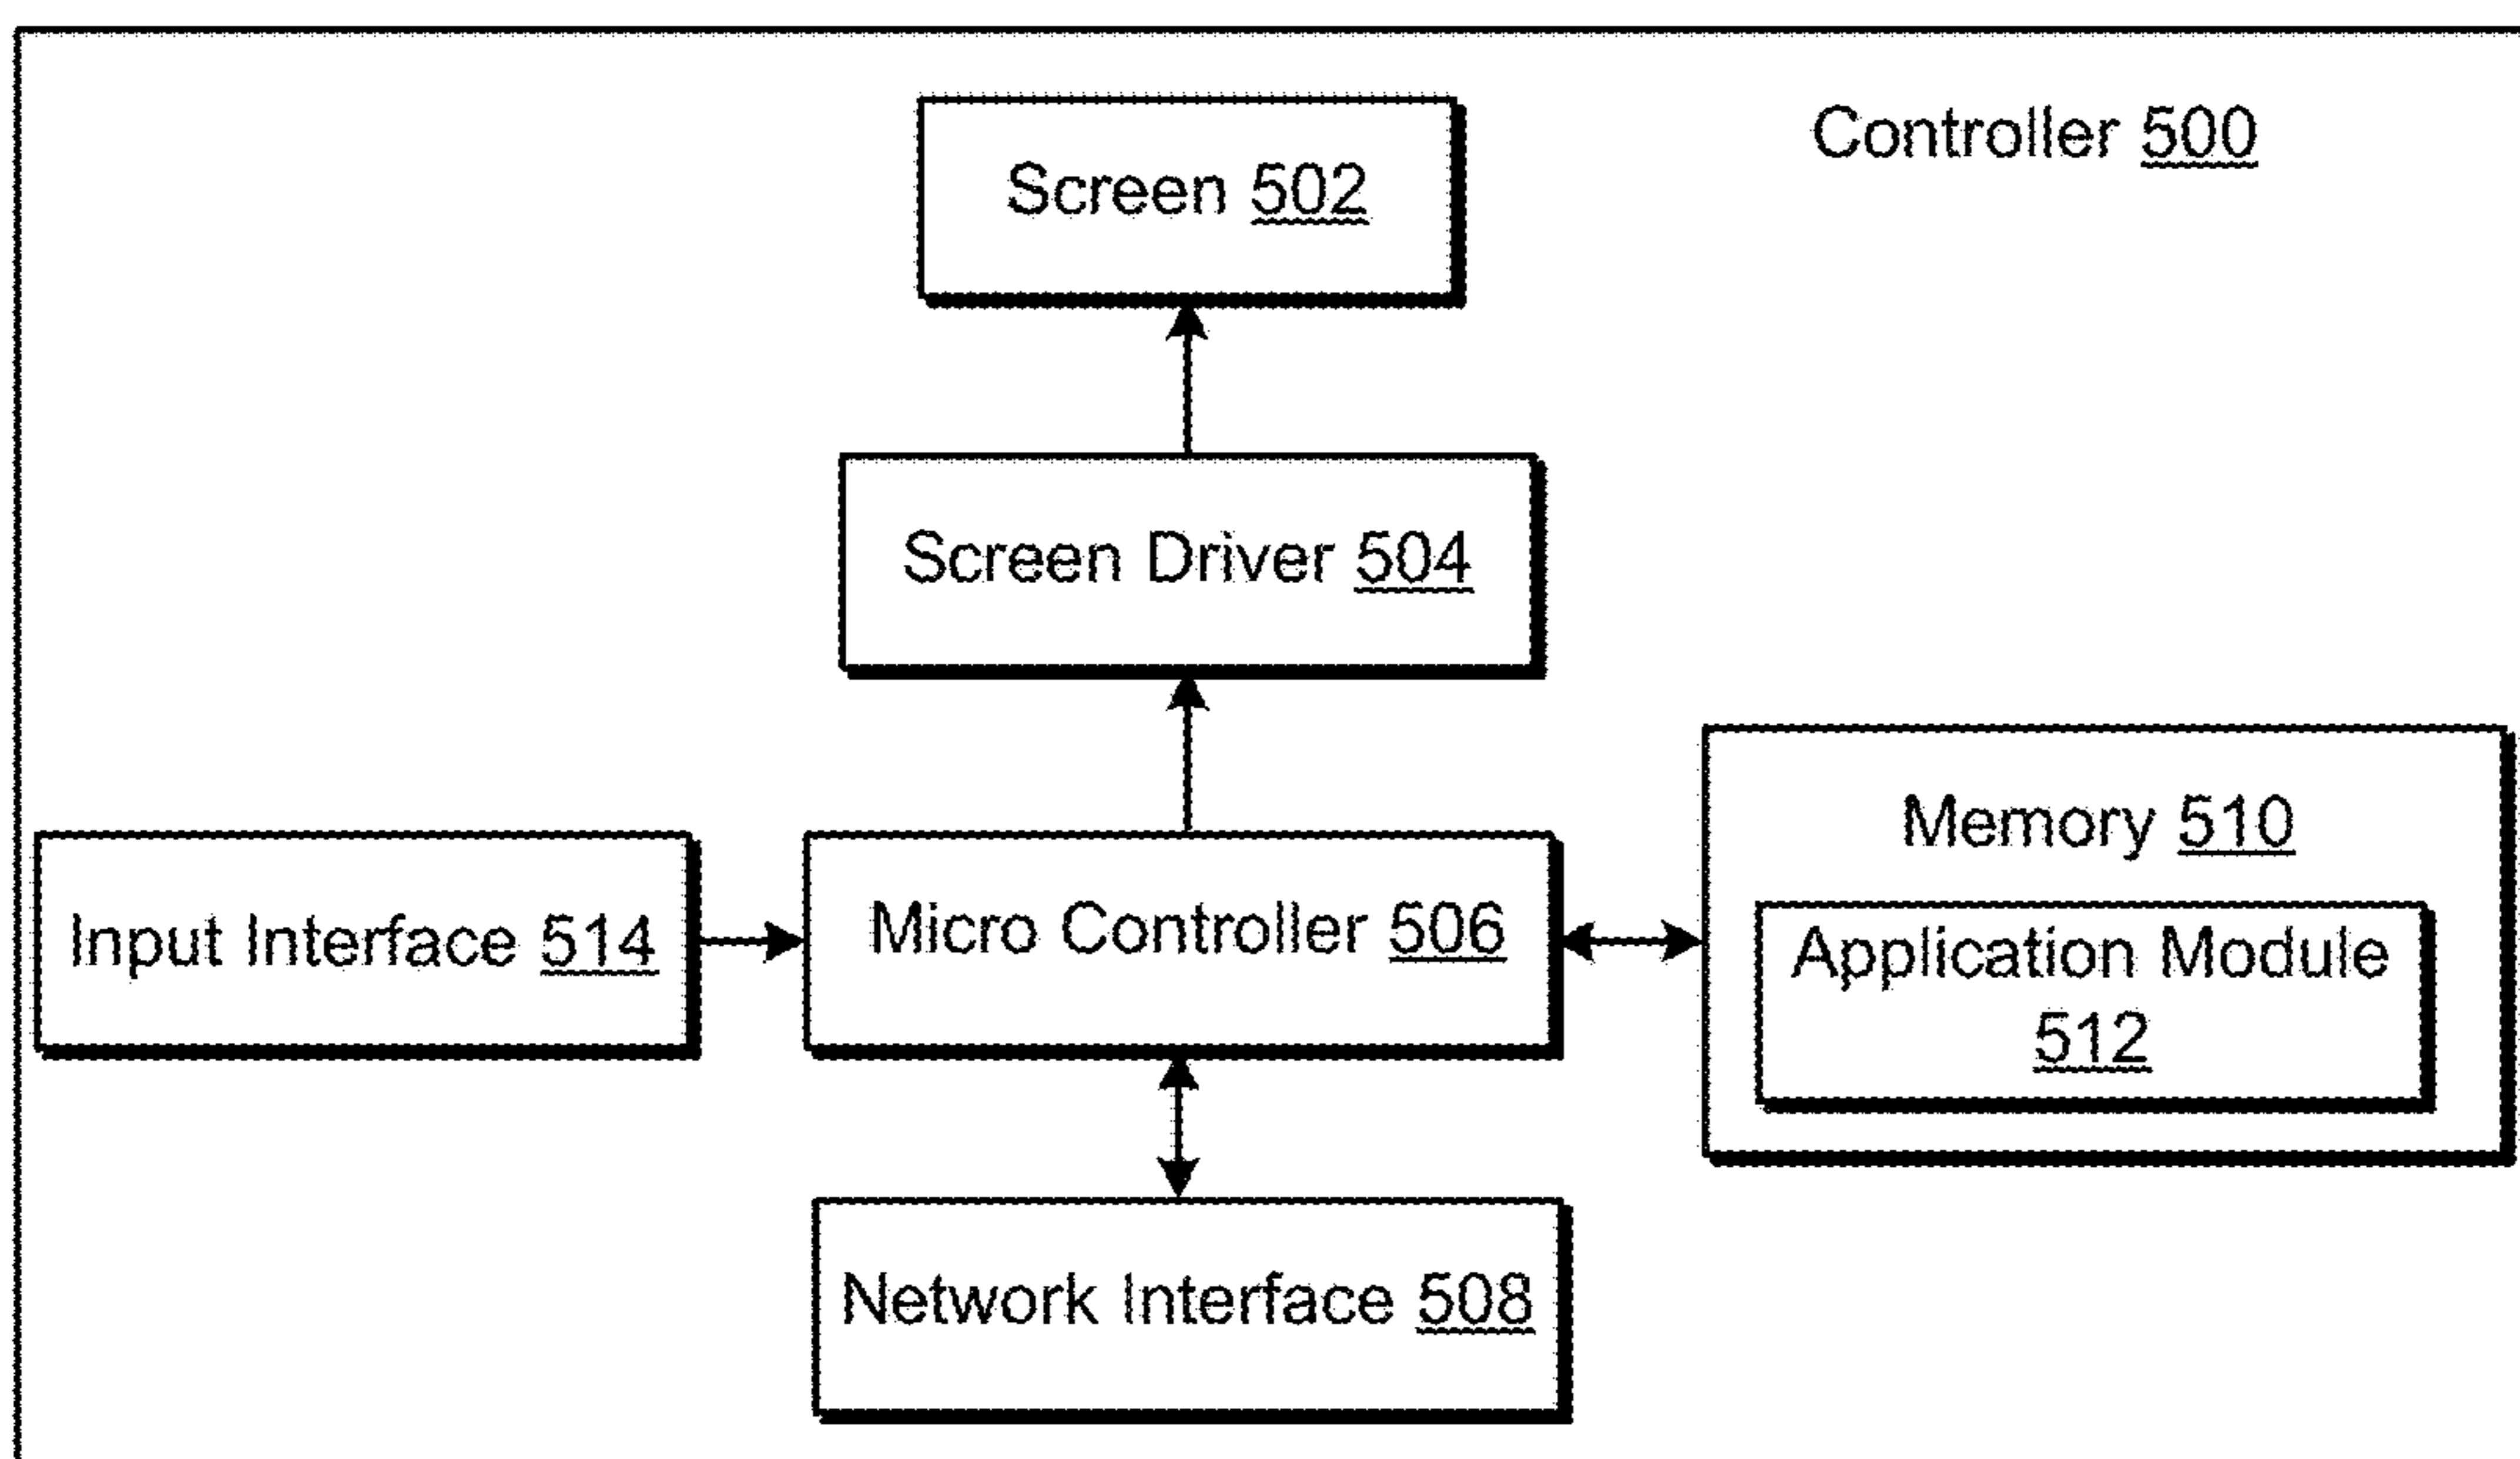 Controller 500
Screen 502
Screen Driver 504
Memory 510
Input Interface 514
Micro Controller 506
Application Module
512
Network Interface 508